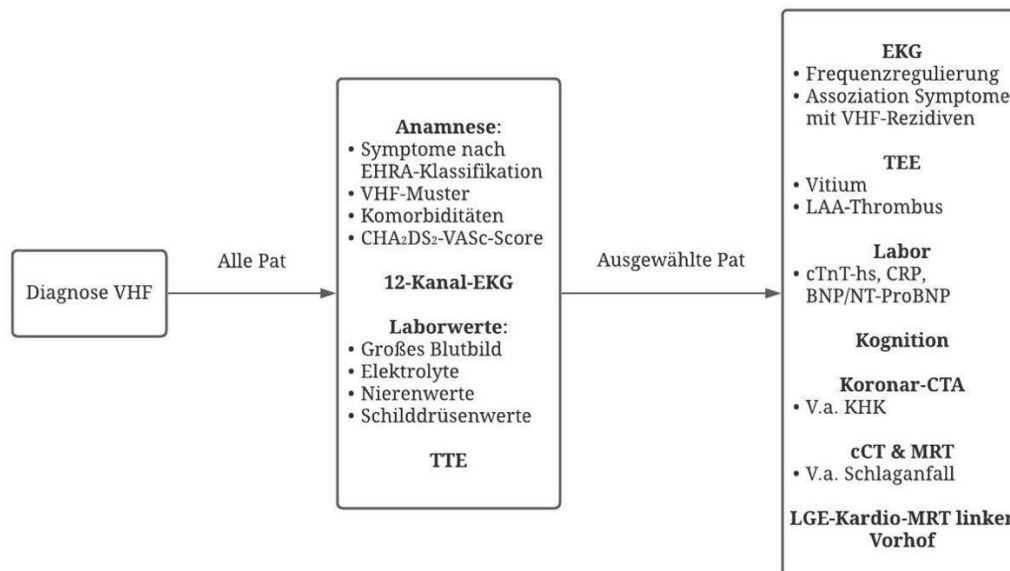 Diagnose VHF
Alle Pat
Anamnese:
• Symptome nach
EHRA-Klassifikation
• VHF-Muster
• Komorbiditäten
• CHA₂DS₂-VASc-Score
12-Kanal-EKG
Laborwerte:
• Großes Blutbild
• Elektrolyte
• Nierenwerte
• Schilddrüsenwerte
TTE
Ausgewählte Pat
EKG
• Frequenzregulierung
• Assoziation Symptome
mit VHF-Rezidiven
TEE
• Vitium
• LAA-Thrombus
Labor
• cTnT-hs, CRP,
BNP/NT-ProBNP
Kognition
Koronar-CTA
• V.a. KHK
cCT & MRT
• V.a. Schlaganfall
LGE-Kardio-MRT linker
Vorhof